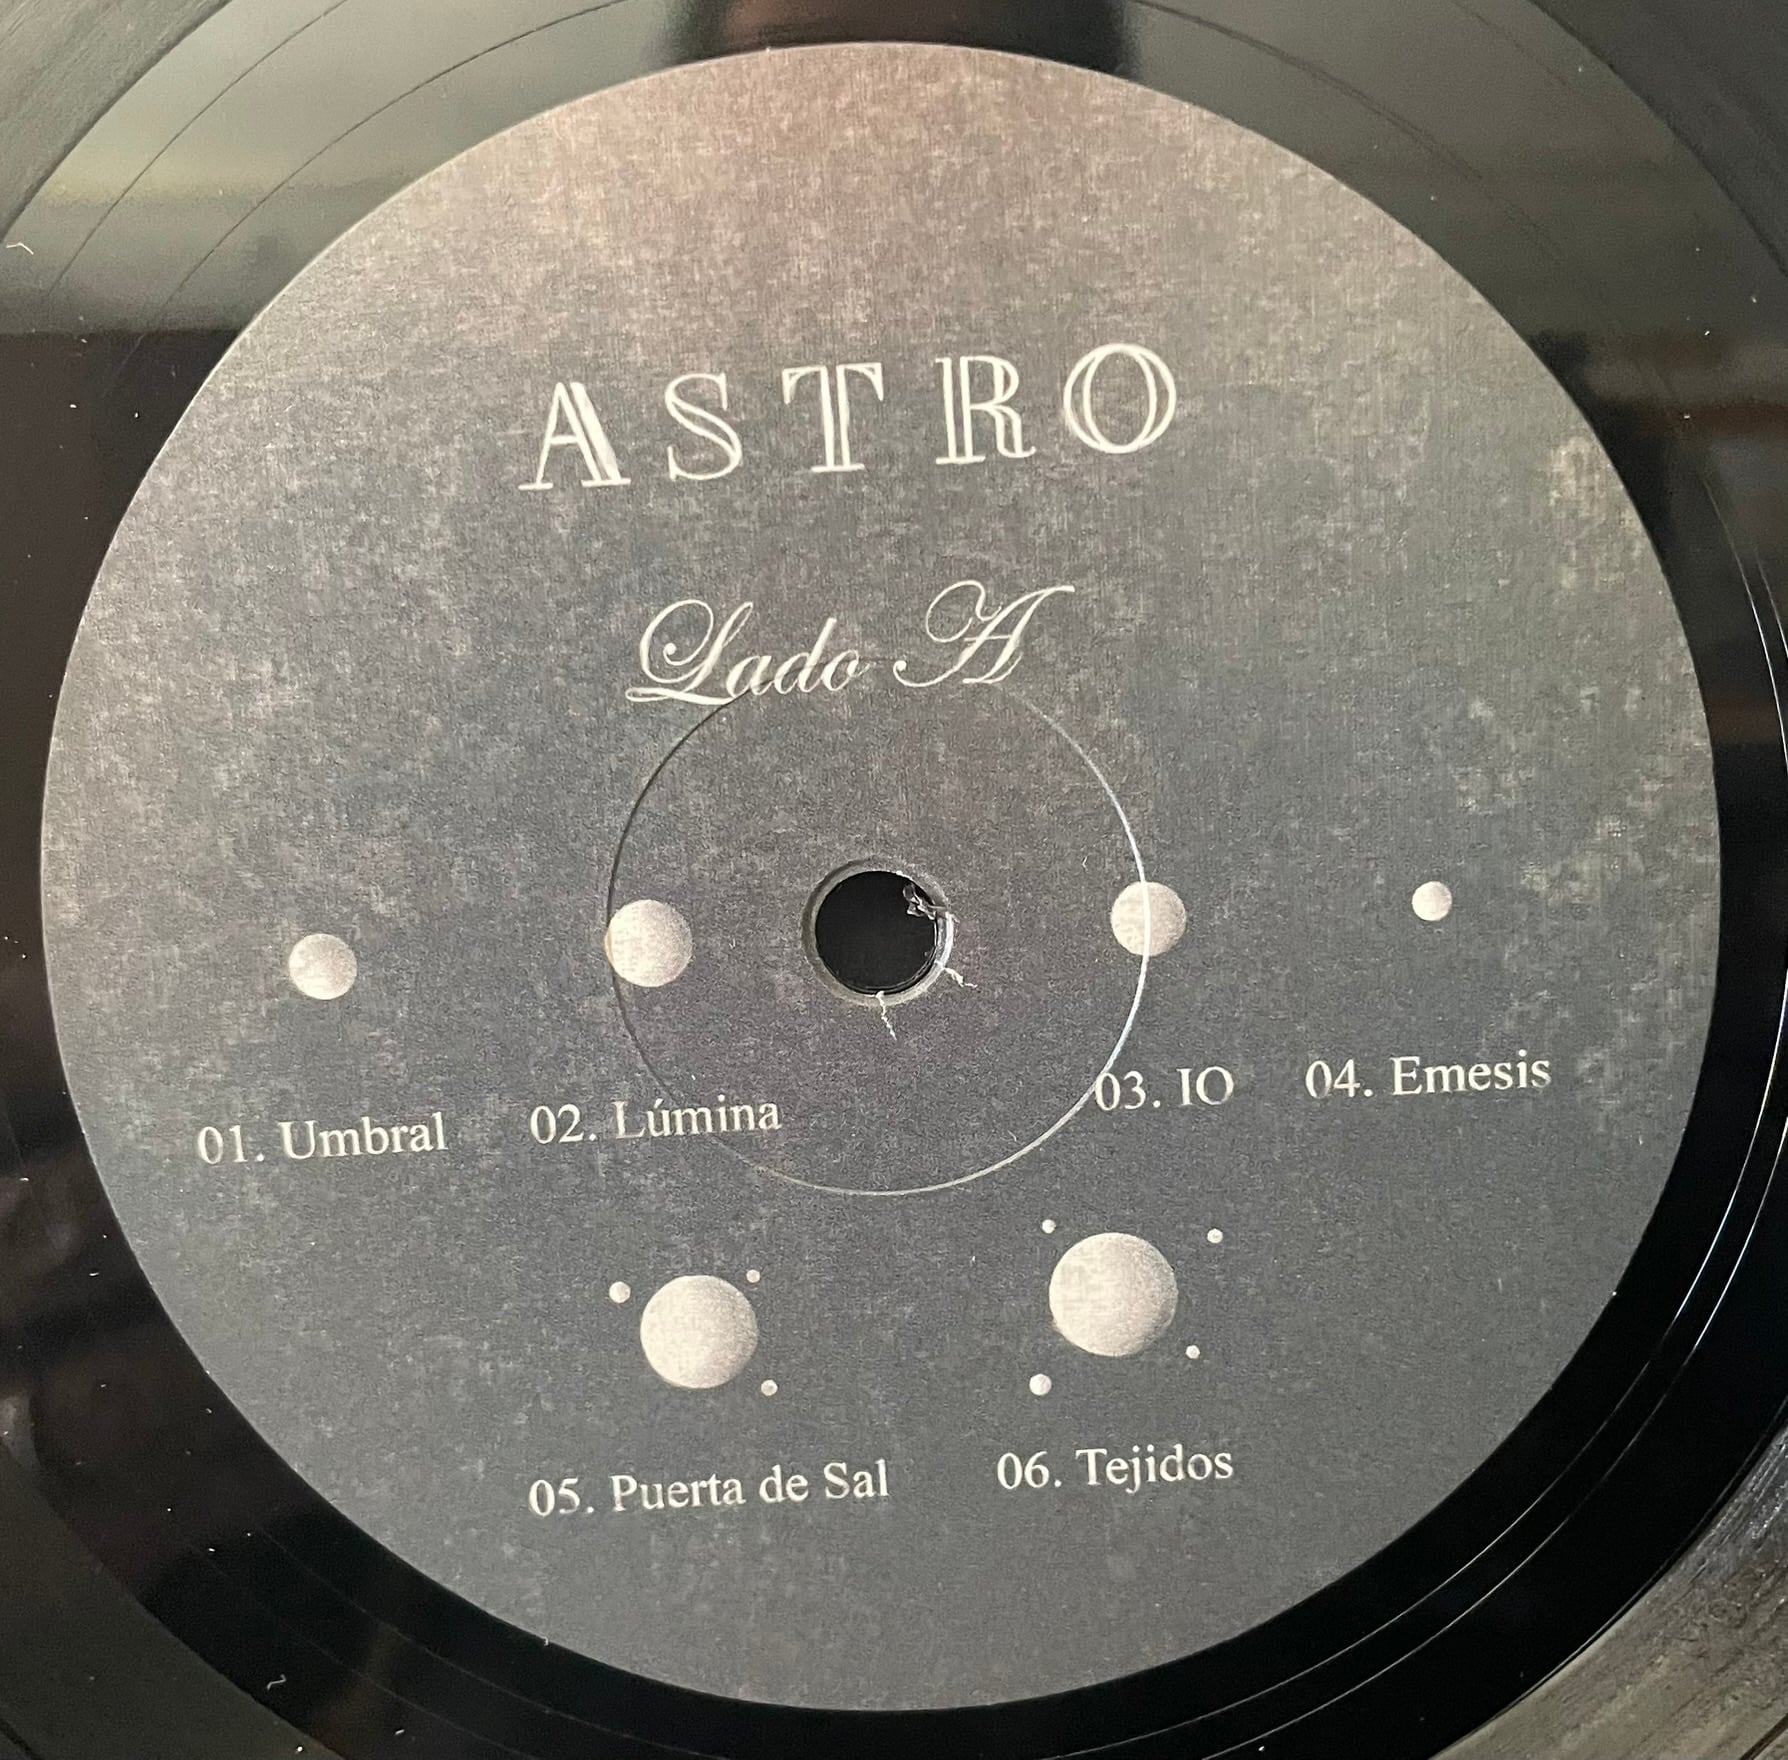 ASTRO
Lado A
01. Umbral 02. Lúmina 03. IO 04. Emesis
05. Puerta de Sal 06. Tejidos